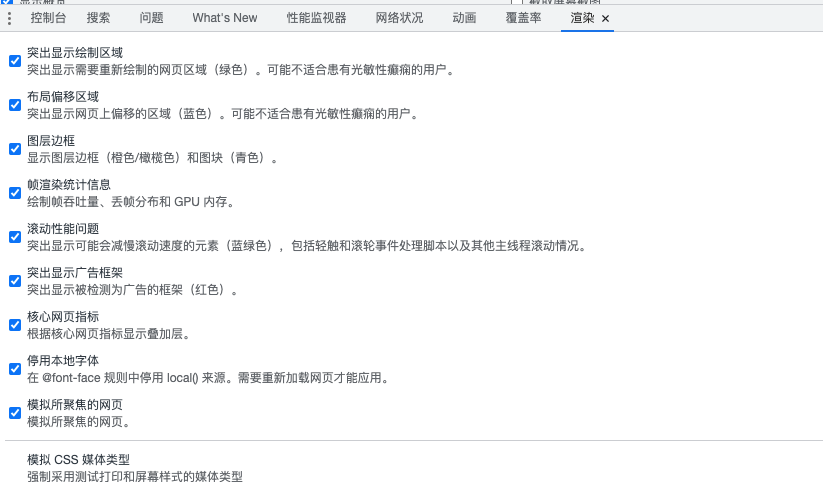 控制台 搜索 问题 What's New 性能监视器 网络状况 动画 覆盖率 渲染 ×
突出显示绘制区域
突出显示需要重新绘制的网页区域（绿色）。可能不适合患有光敏性癫痫的用户。
布局偏移区域
突出显示网页上偏移的区域（蓝色）。可能不适合患有光敏性癫痫的用户。
图层边框
显示图层边框（橙色/橄榄色）和图块（青色）。
帧渲染统计信息
绘制帧吞吐量、丢帧分布和 GPU 内存。
滚动性能问题
突出显示可能会减慢滚动速度的元素（蓝绿色），包括轻触和滚轮事件处理脚本以及其他主线程滚动情况。
突出显示广告框架
突出显示被检测为广告的框架（红色）。
核心网页指标
根据核心网页指标显示叠加层。
停用本地字体
在 @font-face 规则中停用 local() 来源。需要重新加载网页才能应用。
模拟所聚焦的网页
模拟所聚焦的网页。
模拟 CSS 媒体类型
强制采用测试打印和屏幕样式的媒体类型